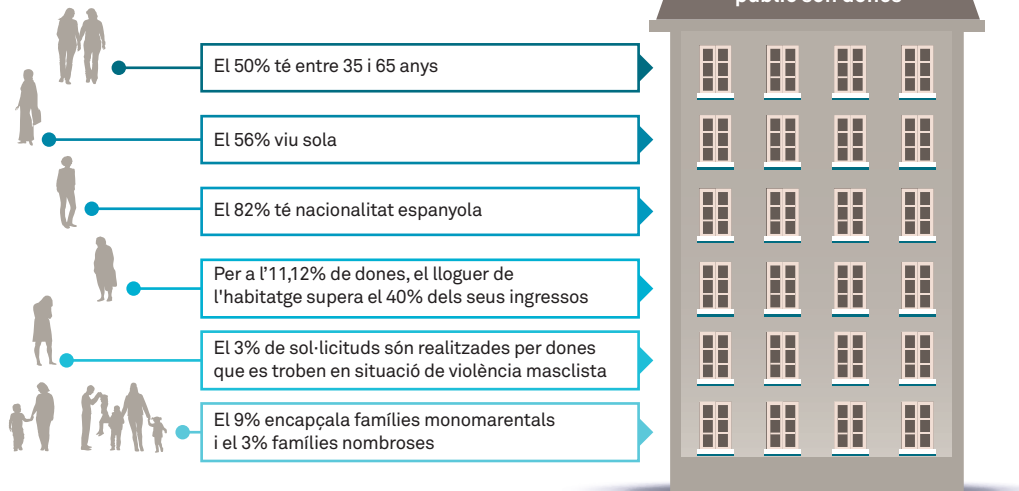 públic són dones
El 50% té entre 35 i 65 anys
El 56% viu sola
El 82% té nacionalitat espanyola
Per a l'11,12% de dones, el lloguer de
l'habitatge supera el 40% dels seus ingressos
El 3% de sol·licituds són realitzades per dones
que es troben en situació de violència masclista
El 9% encapçala famílies monomarentals
i el 3% famílies nombroses